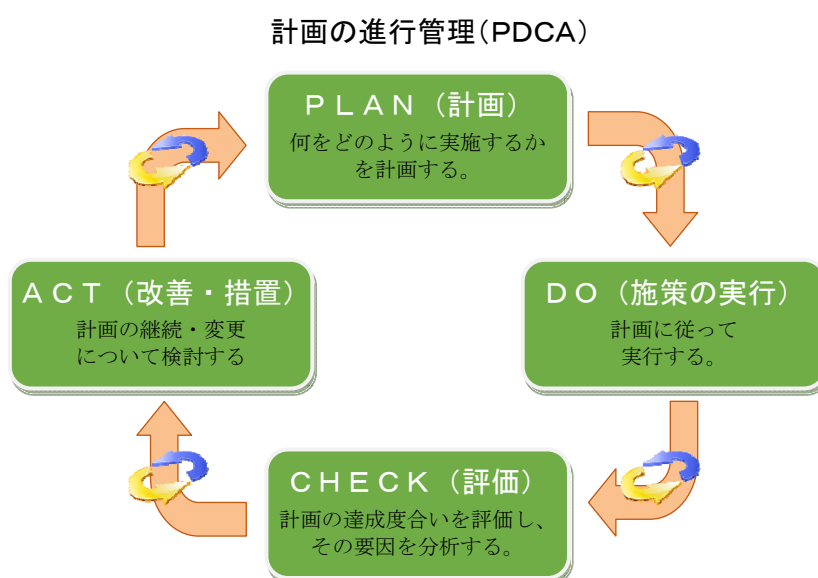 計画の進行管理(PDCA)
PLAN(計画)
何をどのように実施するか
を計画する。
DO(施策の実行)
計画に従って
実行する。
CHECK(評価)
計画の達成度合いを評価し、
その要因を分析する。
ACT(改善・措置)
計画の継続・変更
について検討する